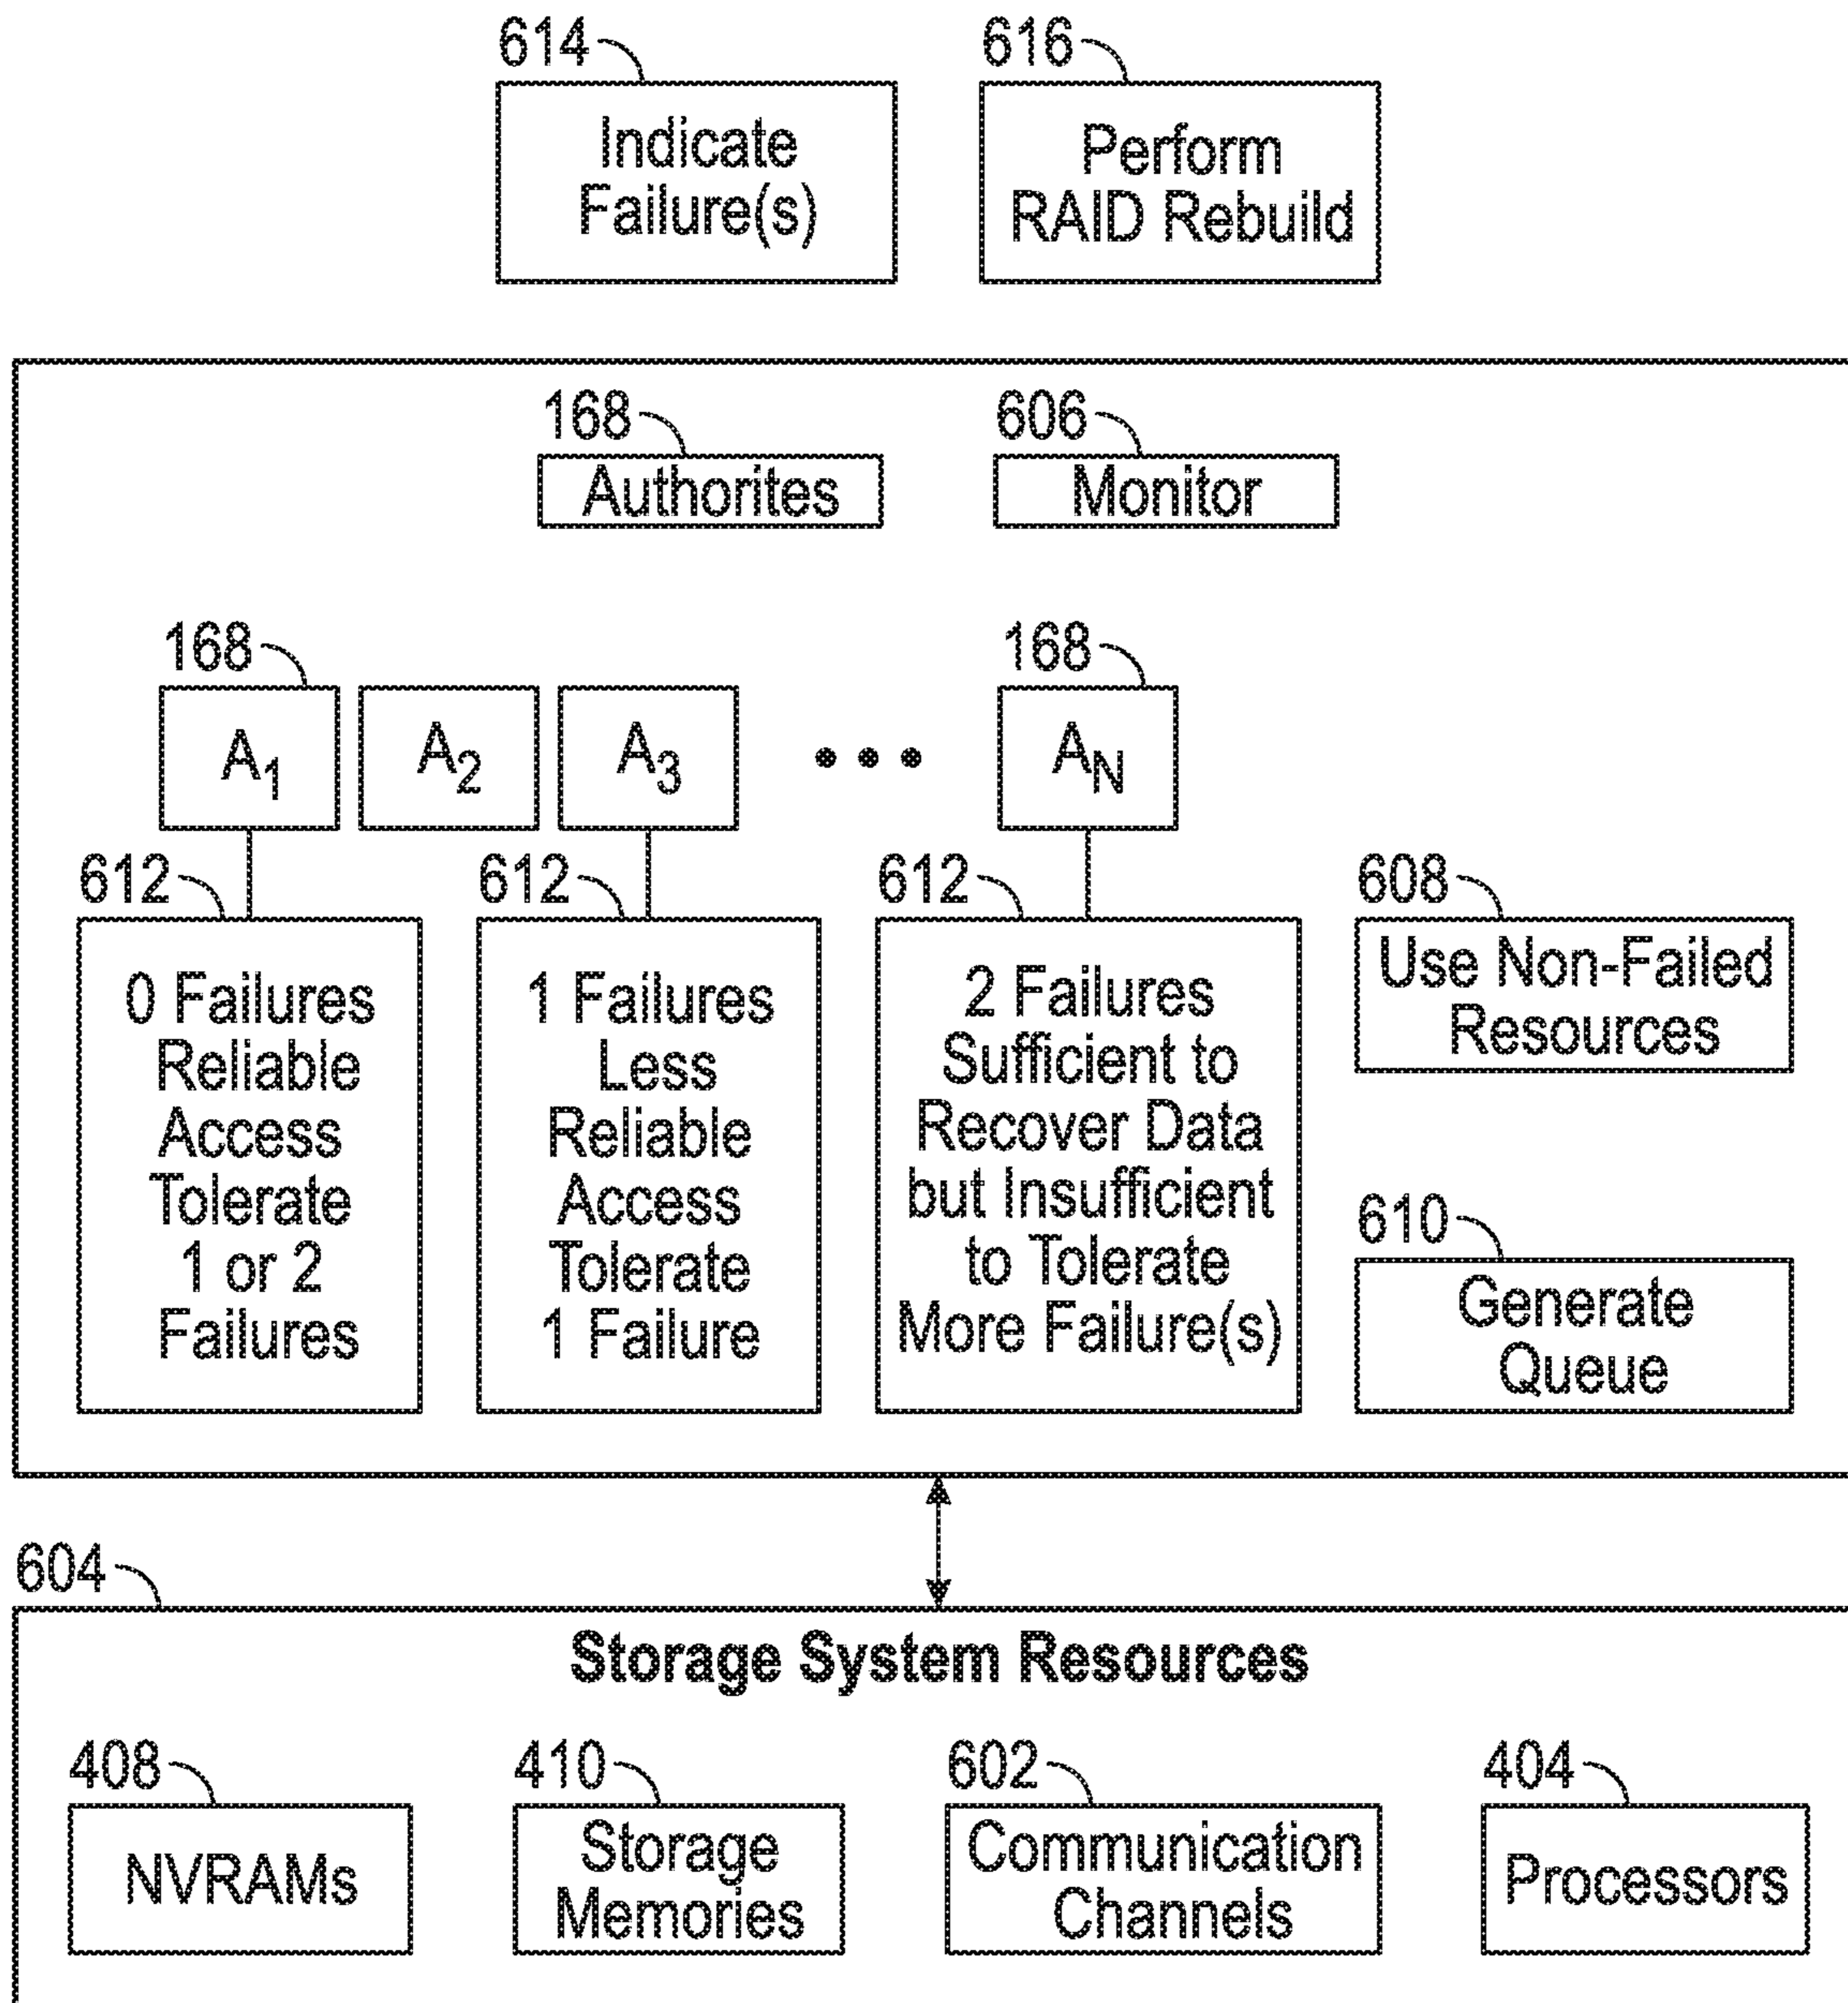 614
616
Indicate
Failure(s)
Perform
RAID Rebuild
168
606
Authorites
Monitor
168
168
A1
A2
A3
AN
612
612
612
608
0 Failures
Reliable
Access
Tolerate
1 or 2
Failures
1 Failures
Less
Reliable
Access
Tolerate
1 Failure
2 Failures
Sufficient to
Recover Data
but Insufficient
to Tolerate
More Failure(s)
Use Non-Failed
Resources
610
Generate
Queue
604
Storage System Resources
408
410
602
404
NVRAMs
Storage
Memories
Communication
Channels
Processors